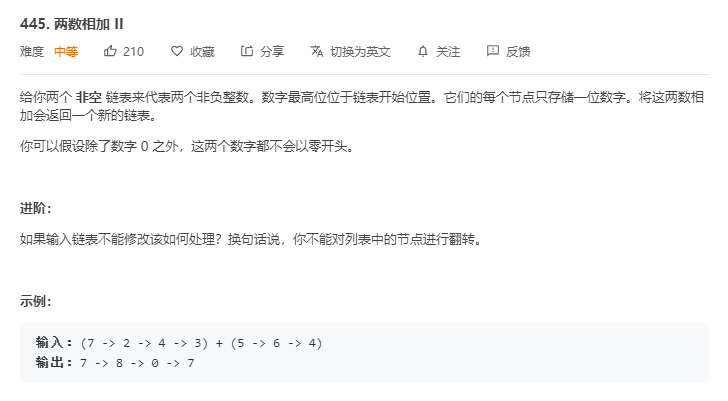 445. 两数相加 II
难度 中等 210 收藏 分享 切换为英文 关注 反馈
给你两个 非空 链表来代表两个非负整数。数字最高位位于链表开始位置。它们的每个节点只存储一位数字。将这两数相
加会返回一个新的链表。
你可以假设除了数字 0 之外，这两个数字都不会以零开头。
进阶：
如果输入链表不能修改该如何处理？换句话说，你不能对列表中的节点进行翻转。
示例：
输入：(7 -> 2 -> 4 -> 3) + (5 -> 6 -> 4)
输出：7 -> 8 -> 0 -> 7